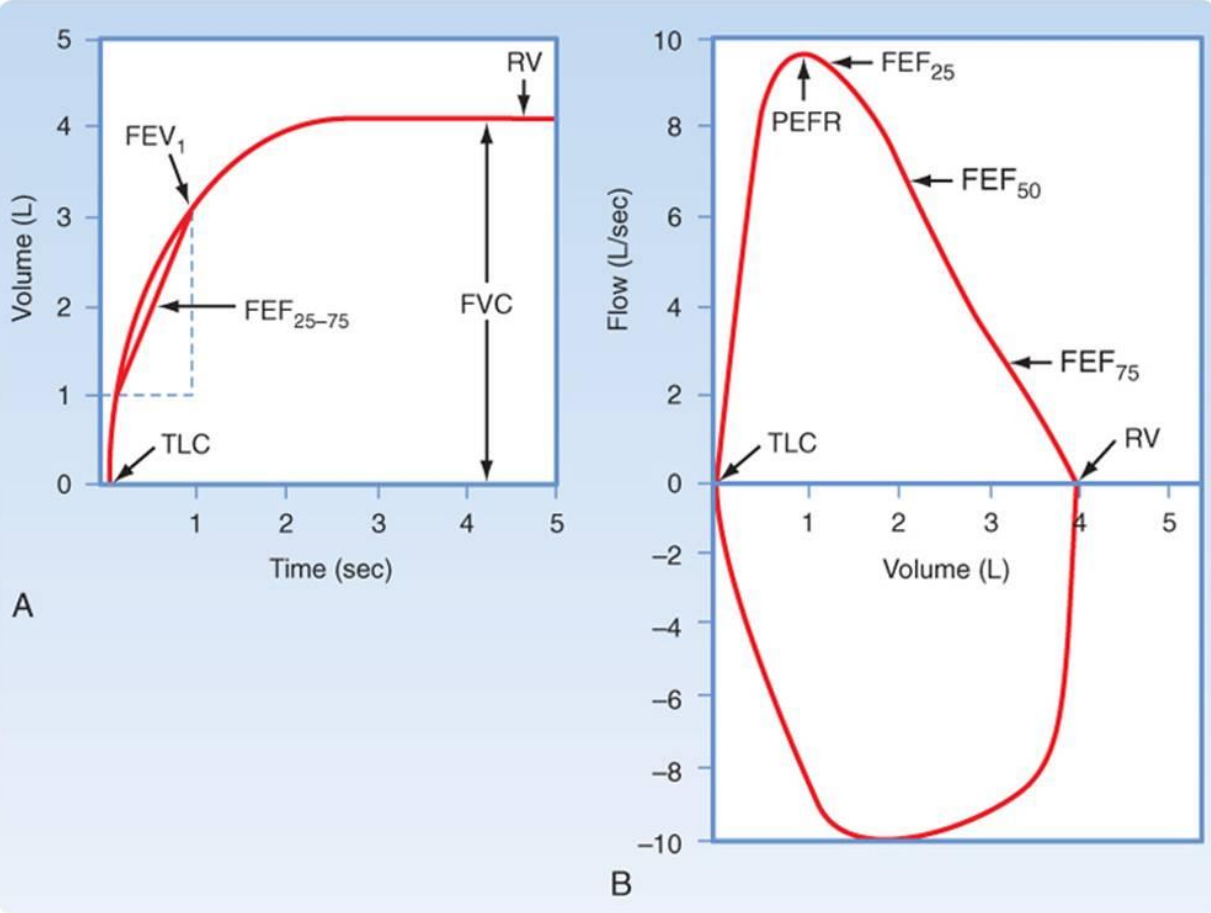 5
4
3
2
1
0
Volume (L)
RV
FEV1
FEF25–75
FVC
TLC
1 2 3 4 5
Time (sec)
A
10
8
6
4
2
0
–2
–4
–6
–8
–10
Flow (L/sec)
FEF25
PEFR
FEF50
FEF75
TLC
RV
1 2 3 4 5
Volume (L)
B